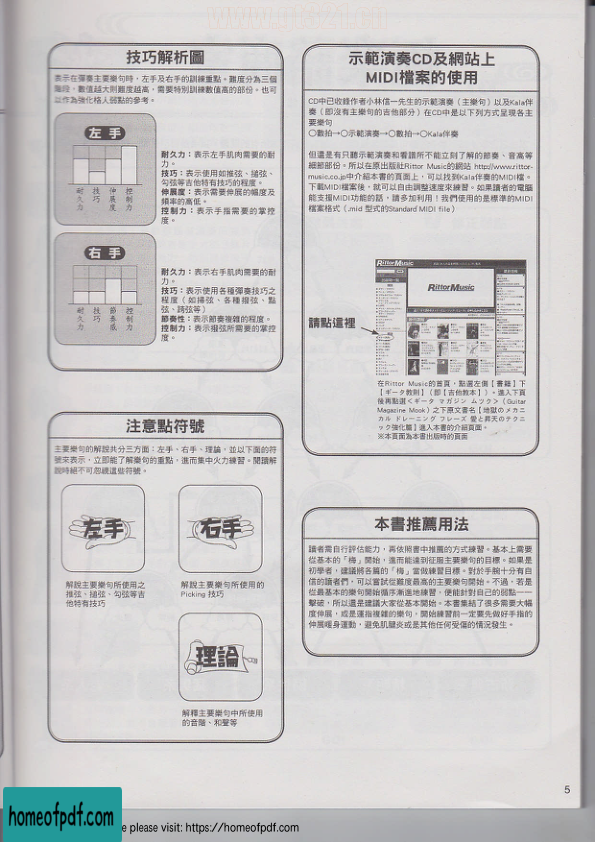 技巧解析圖
表示在彈奏主要樂句時，左手及右手的訓練重點。難度分為三個
階段，數值越大則難度越高，需要特別訓練數值高的部份。也可
以作為強化格人弱點的參考。
左手
耐久力
技巧
伸展度
控制力
耐久力：表示左手肌肉需要的耐
力。
技巧：表示使用如推弦、搥弦、
勾弦等吉他特有技巧的程度。
伸展度：表示需要伸展的幅度及
頻率的高低。
控制力：表示手指需要的掌控
度。
右手
耐久力
技巧
節奏感
控制力
耐久力：表示右手肌肉需要的耐
力。
技巧：表示使用各種彈奏技巧之
程度（如掃弦、各種撥弦、點
弦、跨弦等）
節奏性：表示節奏複雜的程度。
控制力：表示撥弦所需要的掌控
度。
注意點符號
主要樂句的解說共分三方面：左手、右手、理論，並以下面的符
號來表示，立即能了解樂句的重點，進而集中火力練習。閱讀解
說時絕不可忽視這些符號。
左手
解說主要樂句所使用之
推弦、搥弦、勾弦等吉
他特有技巧
右手
解說主要樂句所使用的
Picking 技巧
理論
解釋主要樂句中所使用
的音階、和聲等
示範演奏CD及網站上
MIDI檔案的使用
CD中已收錄作者小林信一先生的示範演奏（主樂句）以及Kala伴
奏（即沒有主樂句的吉他部分）在CD中是以下列方式呈現各主
要樂句
○數拍→○示範演奏→○數拍→○Kala伴奏
但還是有只聽示範演奏和看譜所不能立刻了解的節奏、音高等
細部部份。所以在原出版社Rittor Music的網站 http//www.rittor-
music.co.jp中介紹本書的頁面上，可以找到Kala伴奏的MIDI檔。
下載MIDI檔案後，就可以自由調整速度來練習。如果讀者的電腦
能支援MIDI功能的話，請多加利用！我們使用的是標準的MIDI
檔案格式（.mid 型式的Standard MIDI file）
Rittor Music
Rittor Music
請點這裡
在Rittor Music的首頁，點選左側【書籍】下
【ギータ教則】（即【吉他教本】）。進入下頁
後再點選＜ギータ マガジン ムック＞（Guitar
Magazine Mook）之下原文書名【地獄のメカニ
カル トレーニング フレーズ 愛と昇天のテクニ
ック強化篇】進入本書的介紹頁面。
※本頁面為本書出版時的頁面
本書推薦用法
讀者需自行評估能力，再依照書中推薦的方式練習。基本上需要
從基本的「梅」開始，進而能達到征服主要樂句的目標。如果是
初學者，建議將各篇的「梅」當做練習目標。對於手腕十分有自
信的讀者們，可以嘗試從難度最高的主要樂句開始。不過，若是
從最基本的樂句開始循序漸進地練習，便能針對自己的弱點一一
擊破，所以還是建議大家從基本開始。本書集結了很多需要大幅
度伸展，或是運指複雜的樂句，開始練習前一定要先做好手指的
伸展暖身運動，避免肌腱炎或是其他任何受傷的情況發生。
5
homeofpdf.com
e please visit: https://homeofpdf.com